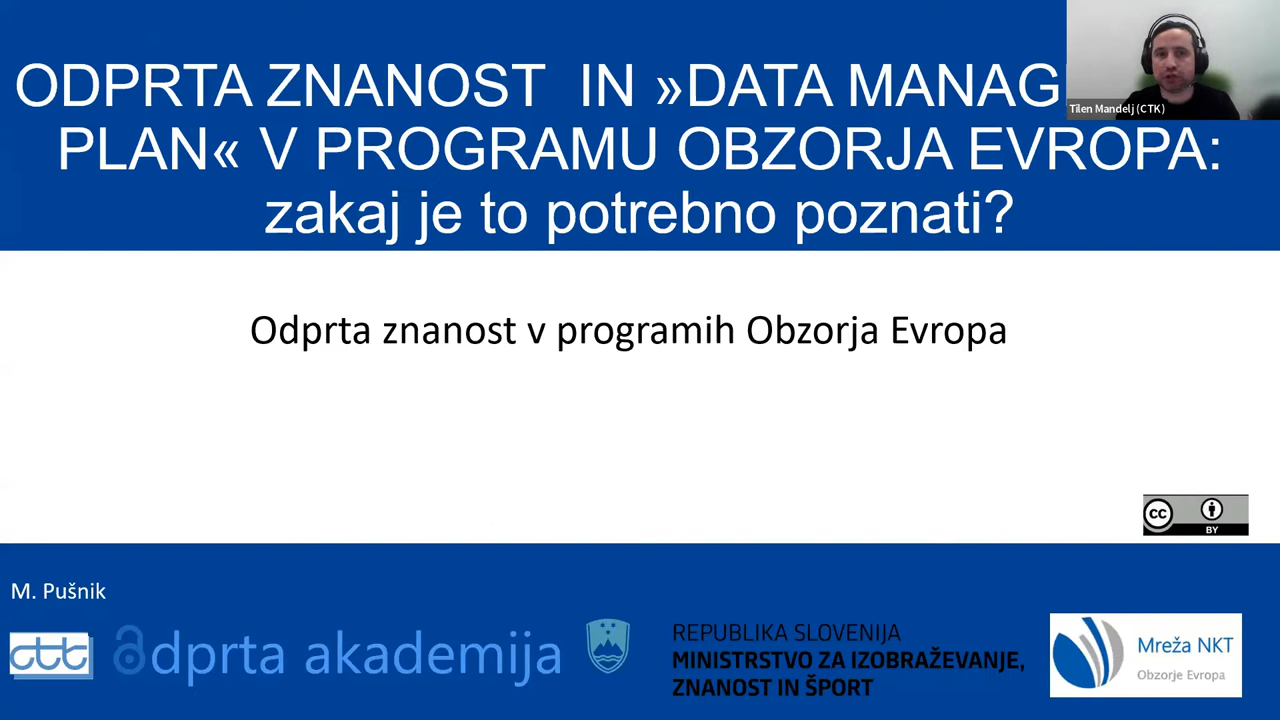 ODPRTA ZNANOST IN »DATA MANAG
PLAN« V PROGRAMU OBZORJA EVROPA:
zakaj je to potrebno poznati?
Tilen Mandelj (CTK)
Odprta znanost v programih Obzorja Evropa
CC BY
M. Pušnik
ctk
Odprta akademija
REPUBLIKA SLOVENIJA
MINISTRSTVO ZA IZOBRAŽEVANJE,
ZNANOST IN ŠPORT
Mreža NKT
Obzorje Evropa